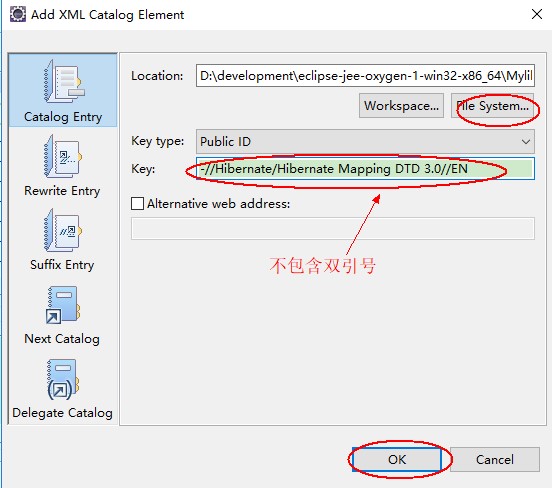 Add XML Catalog Element
Catalog Entry
Rewrite Entry
Suffix Entry
Next Catalog
Delegate Catalog
Location: D:\development\eclipse-jee-oxygen-1-win32-x86_64\Mylil
Workspace... File System...
Key type: Public ID
Key: -//Hibernate/Hibernate Mapping DTD 3.0//EN
Alternative web address:
不包含双引号
OK Cancel